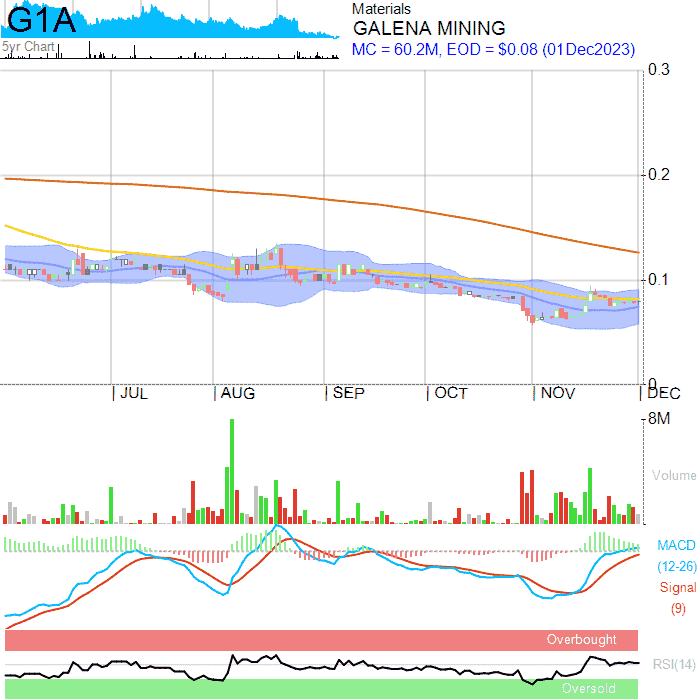 G1A
5yr Chart
Materials
GALENA MINING
MC = 60.2M, EOD = $0.08 (01Dec2023)
0.3
0.2
0.1
0
JUL AUG SEP OCT NOV DEC
8M
Volume
MACD
(12-26)
Signal
(9)
Overbought
RSI(14)
Oversold